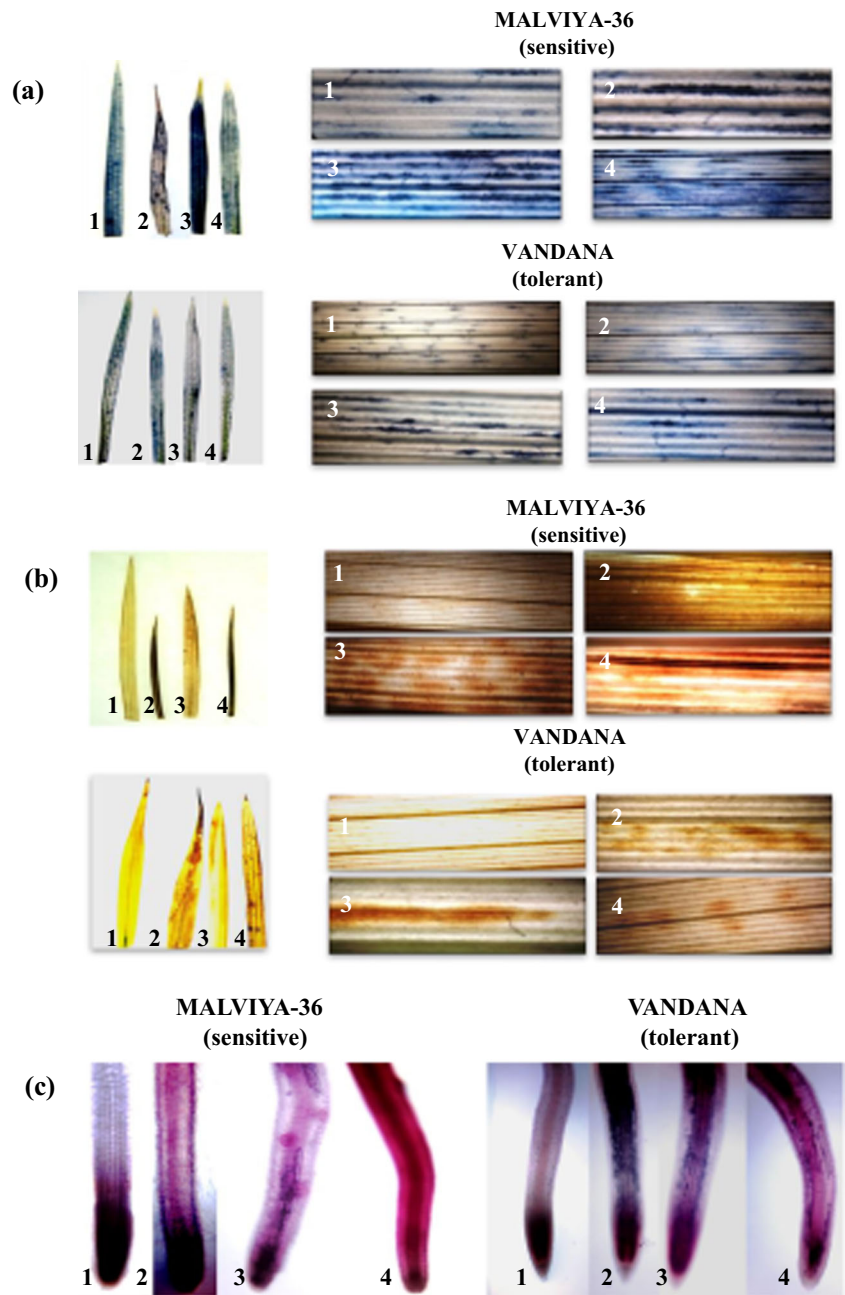 MALVIYA-36
(sensitive)
(a)
1 2 3 4
1 2
3 4
VANDANA
(tolerant)
1 2 3 4
1 2
3 4
MALVIYA-36
(sensitive)
(b)
1 2 3 4
1 2
3 4
VANDANA
(tolerant)
1 2 3 4
1 2
3 4
MALVIYA-36
(sensitive)
VANDANA
(tolerant)
(c)
1 2 3 4
1 2 3 4